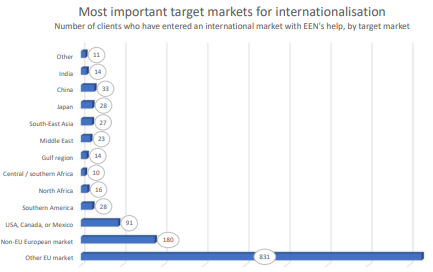 Most important target markets for internationalisation
Number of clients who have entered an international market with EEN's help, by target market
Other 11
India 14
China 33
Japan 28
South-East Asia 27
Middle East 23
Gulf region 14
Central / southern Africa 10
North Africa 16
Southern America 28
USA, Canada, or Mexico 91
Non-EU European market 180
Other EU market 831